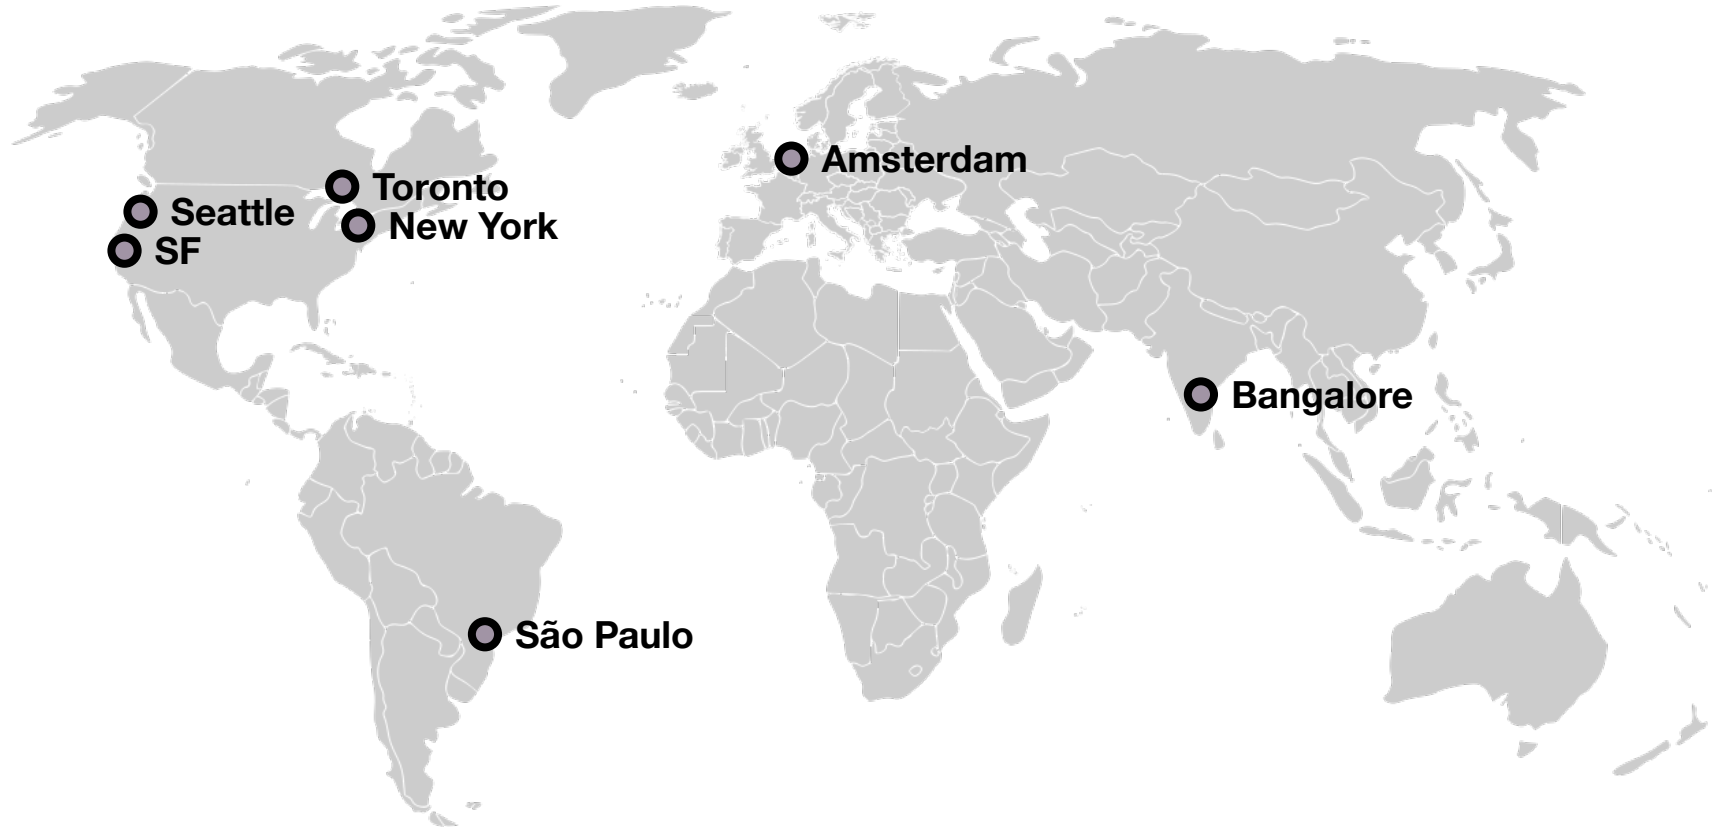 Amsterdam
Toronto
Seattle
New York
SF
Bangalore
São Paulo